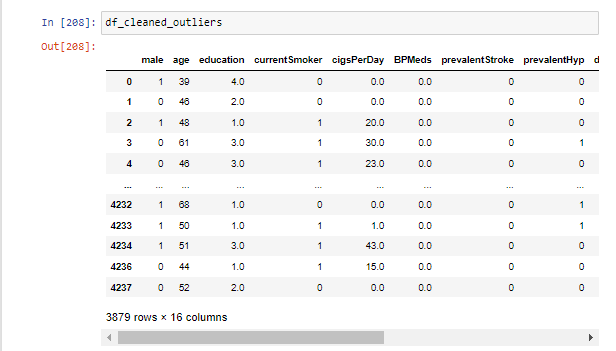 In [208]: df_cleaned_outliers
Out[208]:
male age education currentSmoker cigsPerDay BPMeds prevalentStroke prevalentHyp d
0 1 39 4.0 0 0.0 0.0 0 0
1 0 46 2.0 0 0.0 0.0 0 0
2 1 48 1.0 1 20.0 0.0 0 0
3 0 61 3.0 1 30.0 0.0 0 1
4 0 46 3.0 1 23.0 0.0 0 0
... ... ... ... ... ... ... ... ...
4232 1 68 1.0 0 0.0 0.0 0 1
4233 1 50 1.0 1 1.0 0.0 0 1
4234 1 51 3.0 1 43.0 0.0 0 0
4236 0 44 1.0 1 15.0 0.0 0 0
4237 0 52 2.0 0 0.0 0.0 0 0
3879 rows × 16 columns